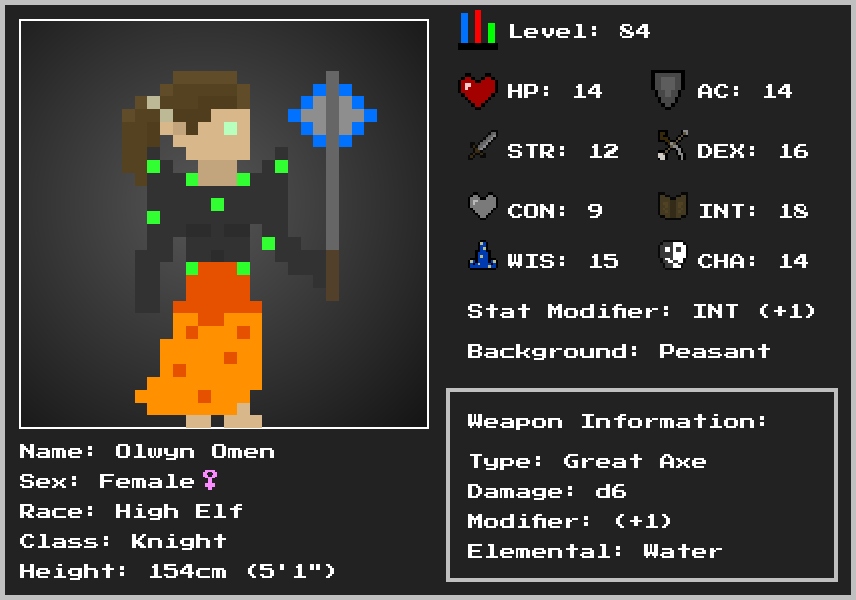 Level: 84
HP: 14
AC: 14
STR: 12
DEX: 16
CON: 9
INT: 18
WIS: 15
CHA: 14
Stat Modifier: INT (+1)
Background: Peasant
Weapon Information:
Type: Great Axe
Damage: d6
Modifier: (+1)
Elemental: Water
Name: Olwyn Omen
Sex: Female♀
Race: High Elf
Class: Knight
Height: 154cm (5'1")